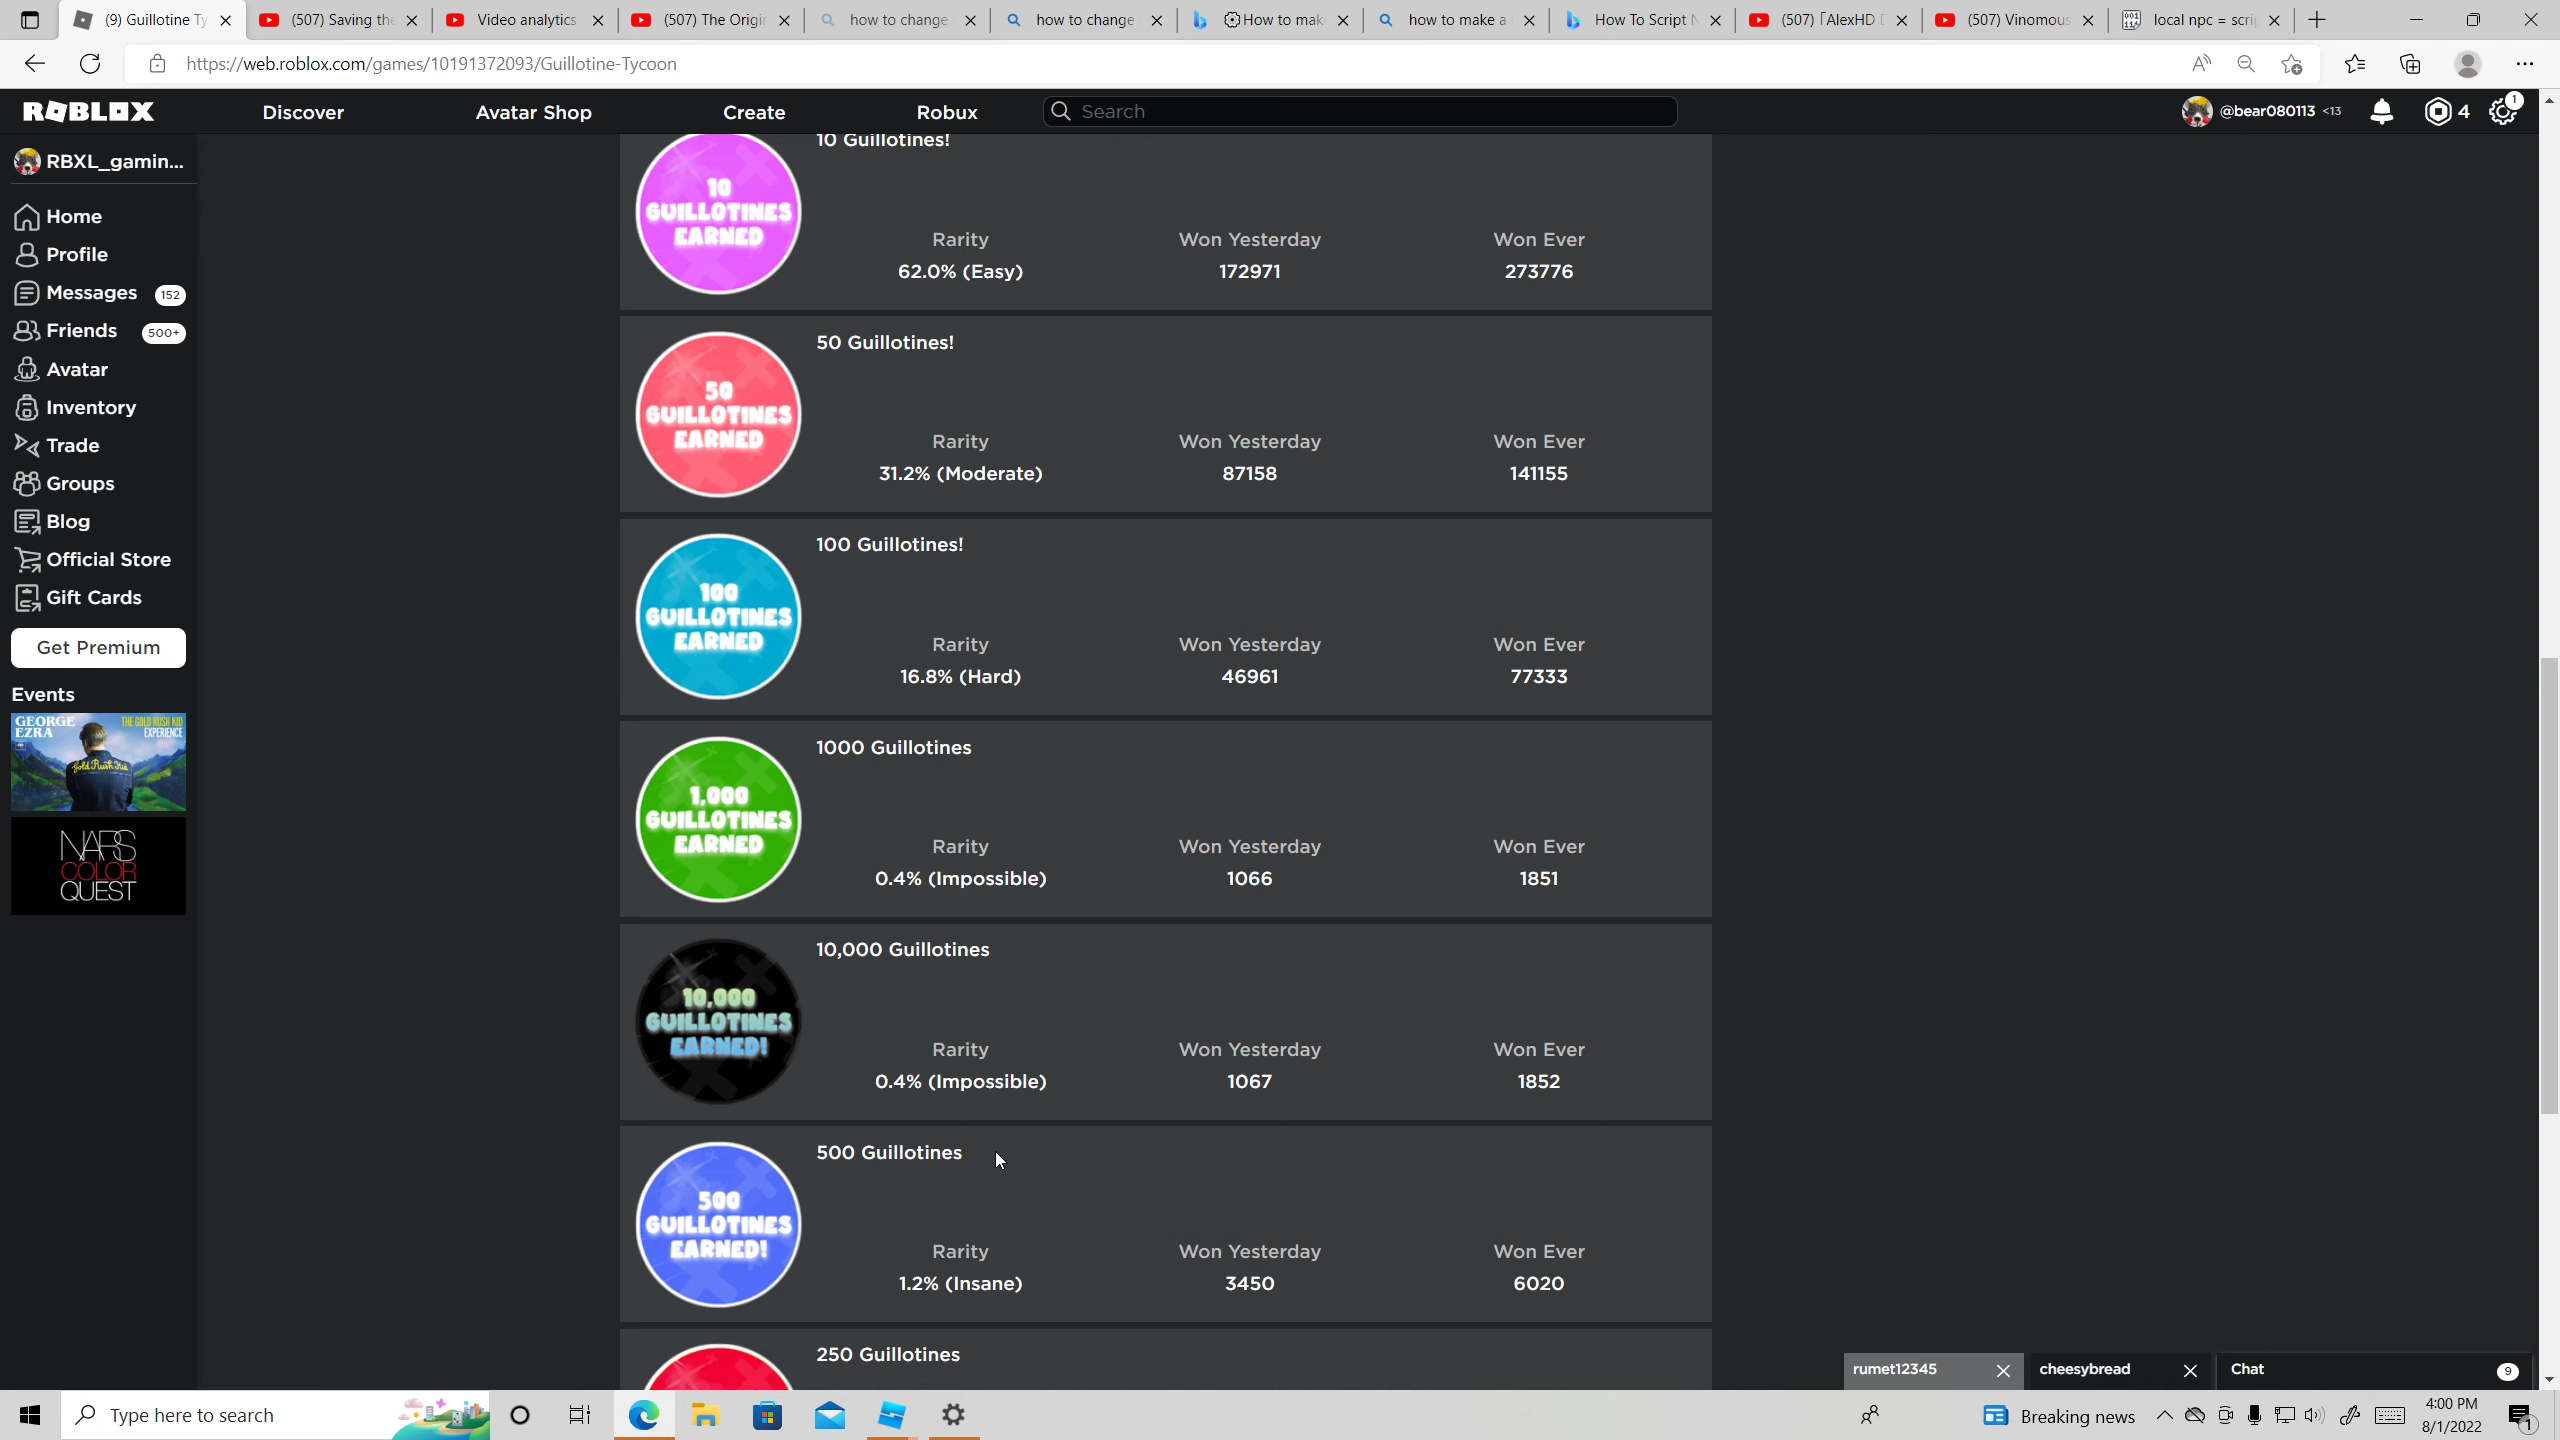 (9) Guillotine Ty
(507) Saving the
Video analytics
(507) The Origin
how to change
how to change
How to mak
how to make a
How To Script N
(507) 「AlexHD
(507) Vinomous
local npc = scri
https://web.roblox.com/games/10191372093/Guillotine-Tycoon
ROBLOX
Discover
Avatar Shop
Create
Robux
Search
@bear080113 <13
4
1
RBXL_gamin...
Home
Profile
Messages 152
Friends 500+
Avatar
Inventory
Trade
Groups
Blog
Official Store
Gift Cards
Get Premium
Events
GEORGE EZRA
THE GOLD RUSH KID EXPERIENCE
Gold Rush Kid
NARS
COLOR
QUEST
10 Guillotines!
10
GUILLOTINES
EARNED
Rarity Won Yesterday Won Ever
62.0% (Easy) 172971 273776
50 Guillotines!
50
GUILLOTINES
EARNED
Rarity Won Yesterday Won Ever
31.2% (Moderate) 87158 141155
100 Guillotines!
100
GUILLOTINES
EARNED
Rarity Won Yesterday Won Ever
16.8% (Hard) 46961 77333
1000 Guillotines
1,000
GUILLOTINES
EARNED
Rarity Won Yesterday Won Ever
0.4% (Impossible) 1066 1851
10,000 Guillotines
10,000
GUILLOTINES
EARNED!
Rarity Won Yesterday Won Ever
0.4% (Impossible) 1067 1852
500 Guillotines
500
GUILLOTINES
EARNED!
Rarity Won Yesterday Won Ever
1.2% (Insane) 3450 6020
250 Guillotines
rumet12345
cheesybread
Chat
9
Type here to search
Breaking news
4:00 PM
8/1/2022
1